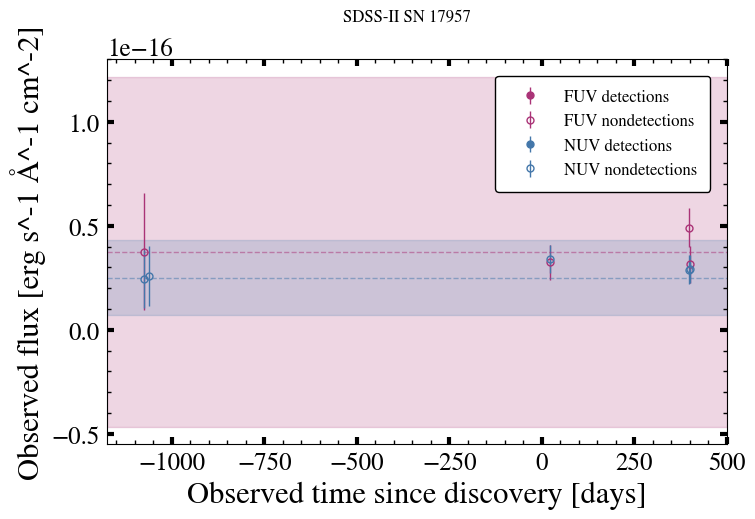 SDSS-II SN 17957
1e−16
Observed flux [erg s^-1 Å^-1 cm^-2]
1.0
0.5
0.0
−0.5
FUV detections
FUV nondetections
NUV detections
NUV nondetections
−1000 −750 −500 −250 0 250 500
Observed time since discovery [days]